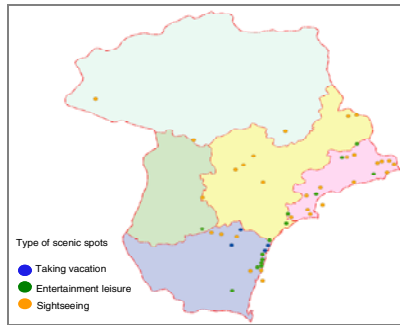 Type of scenic spots
Taking vacation
Entertainment leisure
Sightseeing